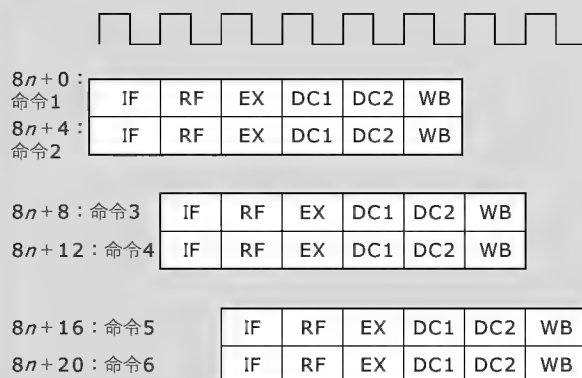 8n+0：
命令1 IF RF EX DC1 DC2 WB
8n+4：
命令2 IF RF EX DC1 DC2 WB
8n+8：命令3 IF RF EX DC1 DC2 WB
8n+12：命令4 IF RF EX DC1 DC2 WB
8n+16：命令5 IF RF EX DC1 DC2 WB
8n+20：命令6 IF RF EX DC1 DC2 WB